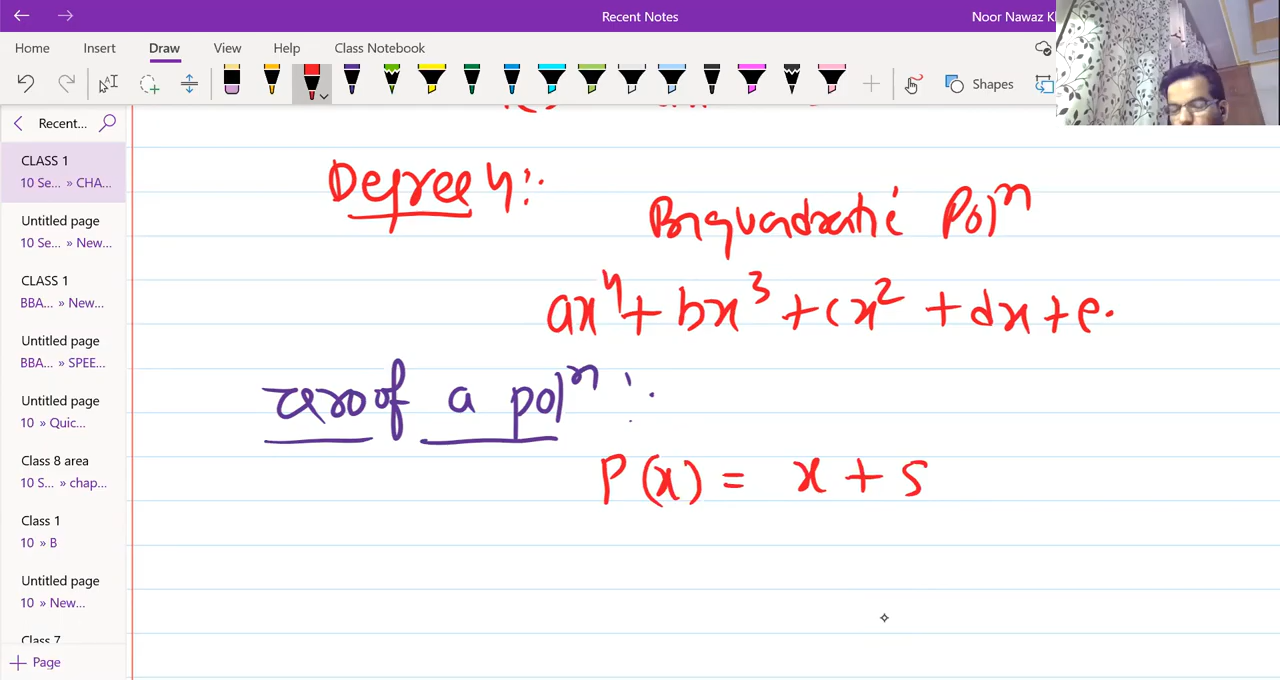 Recent Notes
Noor Nawaz Kh
Home Insert Draw View Help Class Notebook
Shapes
Recent...
CLASS 1
10 Se... » CHA...
Untitled page
10 Se... » New...
CLASS 1
BBA... » New...
Untitled page
BBA... » SPEE...
Untitled page
10 » Quic...
Class 8 area
10 S... » chap...
Class 1
10 » B
Untitled page
10 » New...
Class 7
Page
Degree 4:.
Biquadratic Polⁿ
ax⁴ + bx³ + cx² + dx + e.
zero of a polⁿ :.
P(x) = x + 5